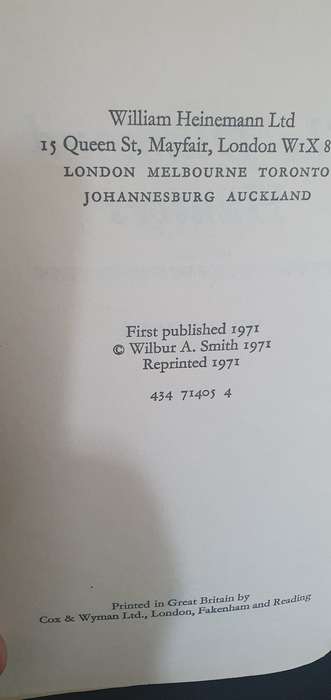 William Heinemann Ltd
15 Queen St, Mayfair, London W1X 8
LONDON MELBOURNE TORONTO
JOHANNESBURG AUCKLAND
First published 1971
© Wilbur A. Smith 1971
Reprinted 1971
434 71405 4
Printed in Great Britain by
Cox & Wyman Ltd., London, Fakenham and Reading